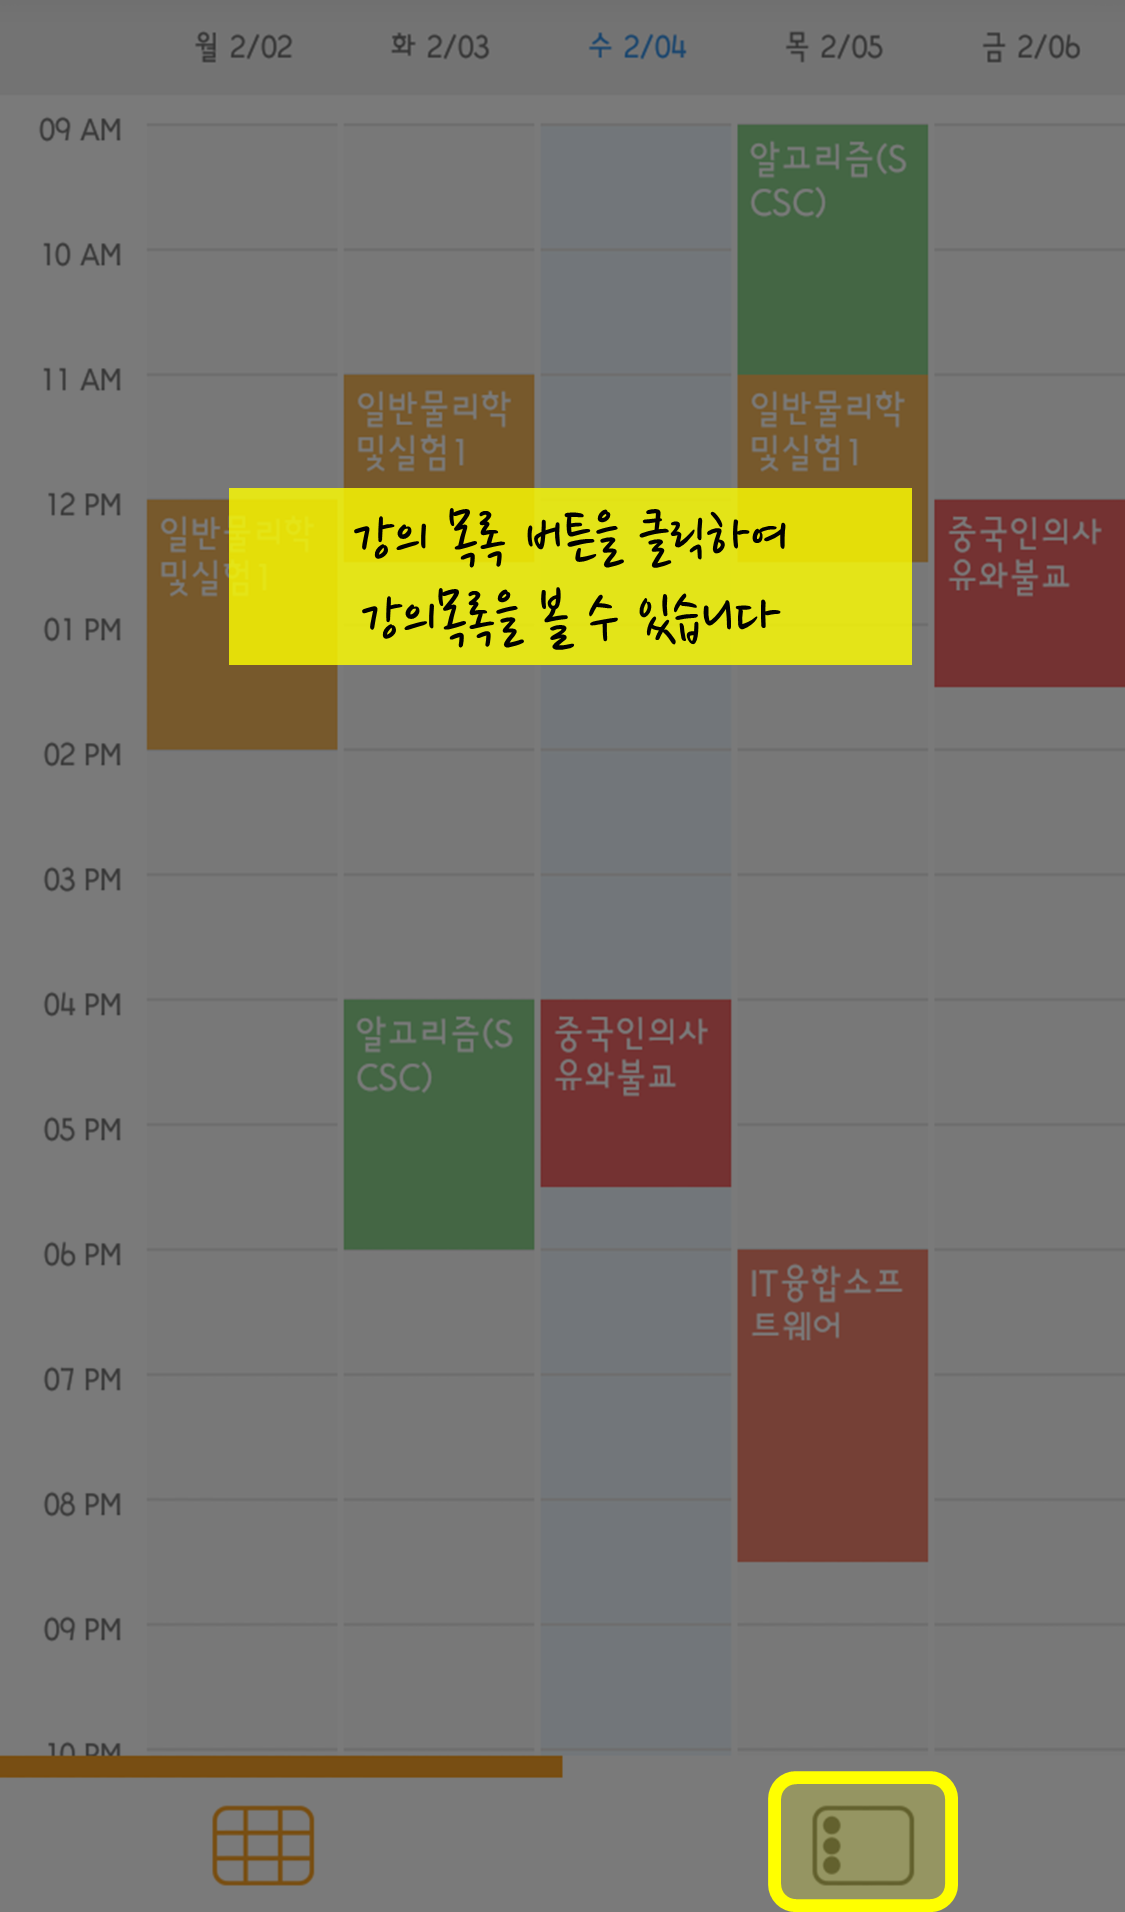 월 2/02
화 2/03
수 2/04
목 2/05
금 2/06
09 AM
알고리즘(S
CSC)
10 AM
11 AM
일반물리학
및실험1
일반물리학
및실험1
12 PM
일반물리학
및실험1
중국인의사
유와불교
강의 목록 버튼을 클릭하여
강의목록을 볼 수 있습니다
01 PM
02 PM
03 PM
04 PM
알고리즘(S
CSC)
중국인의사
유와불교
05 PM
06 PM
IT융합소프
트웨어
07 PM
08 PM
09 PM
10 PM